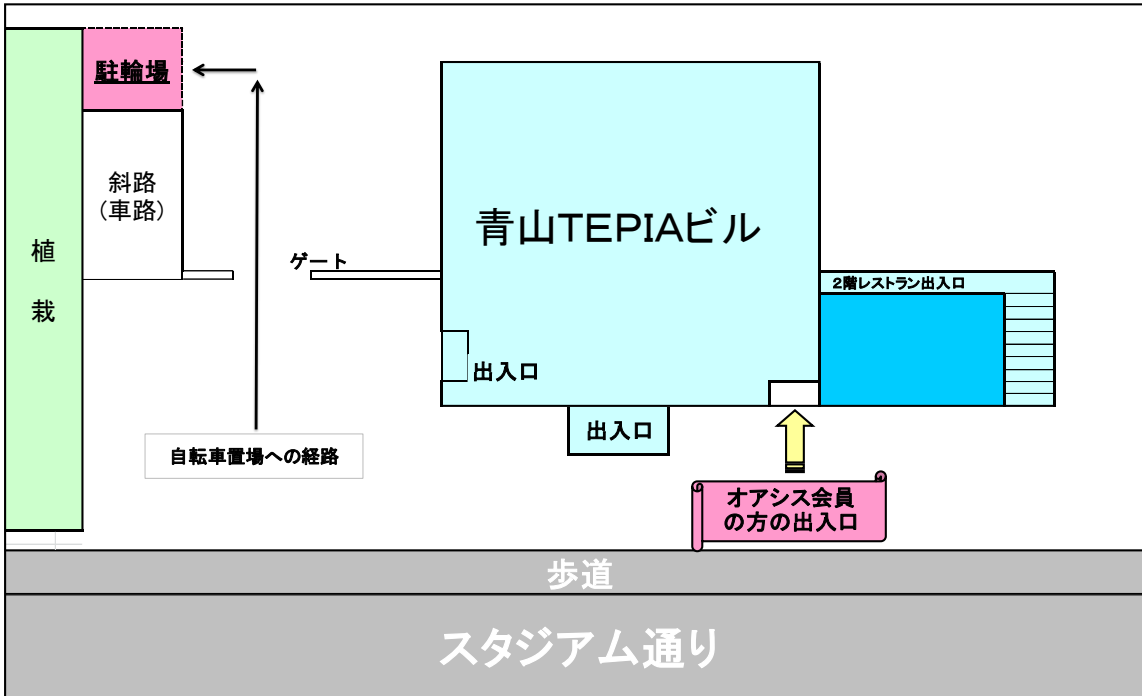 駐輪場
斜路
(車路)
植
栽
ゲート
青山TEPIAビル
2階レストラン出入口
出入口
出入口
自転車置場への経路
オアシス会員
の方の出入口
歩道
スタジアム通り